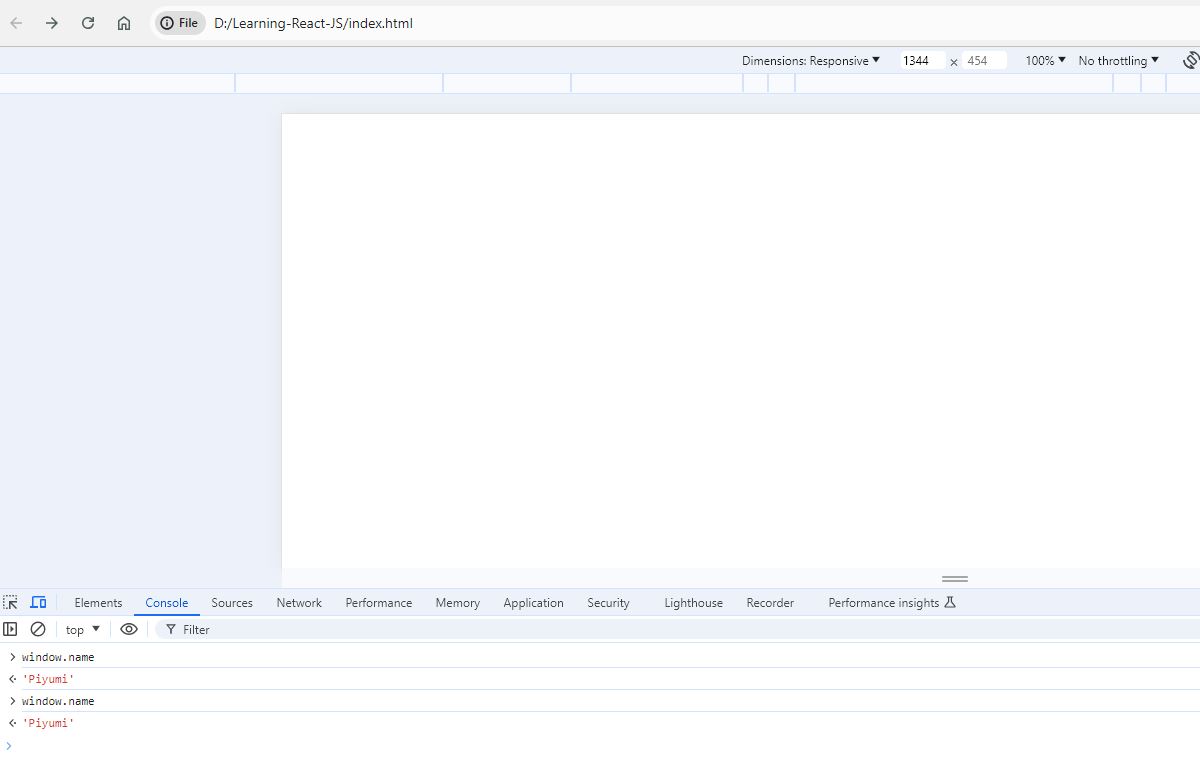 File D:/Learning-React-JS/index.html
Dimensions: Responsive 1344 × 454 100% No throttling
Elements Console Sources Network Performance Memory Application Security Lighthouse Recorder Performance insights
top Filter
> window.name
'Piyumi'
> window.name
'Piyumi'
>